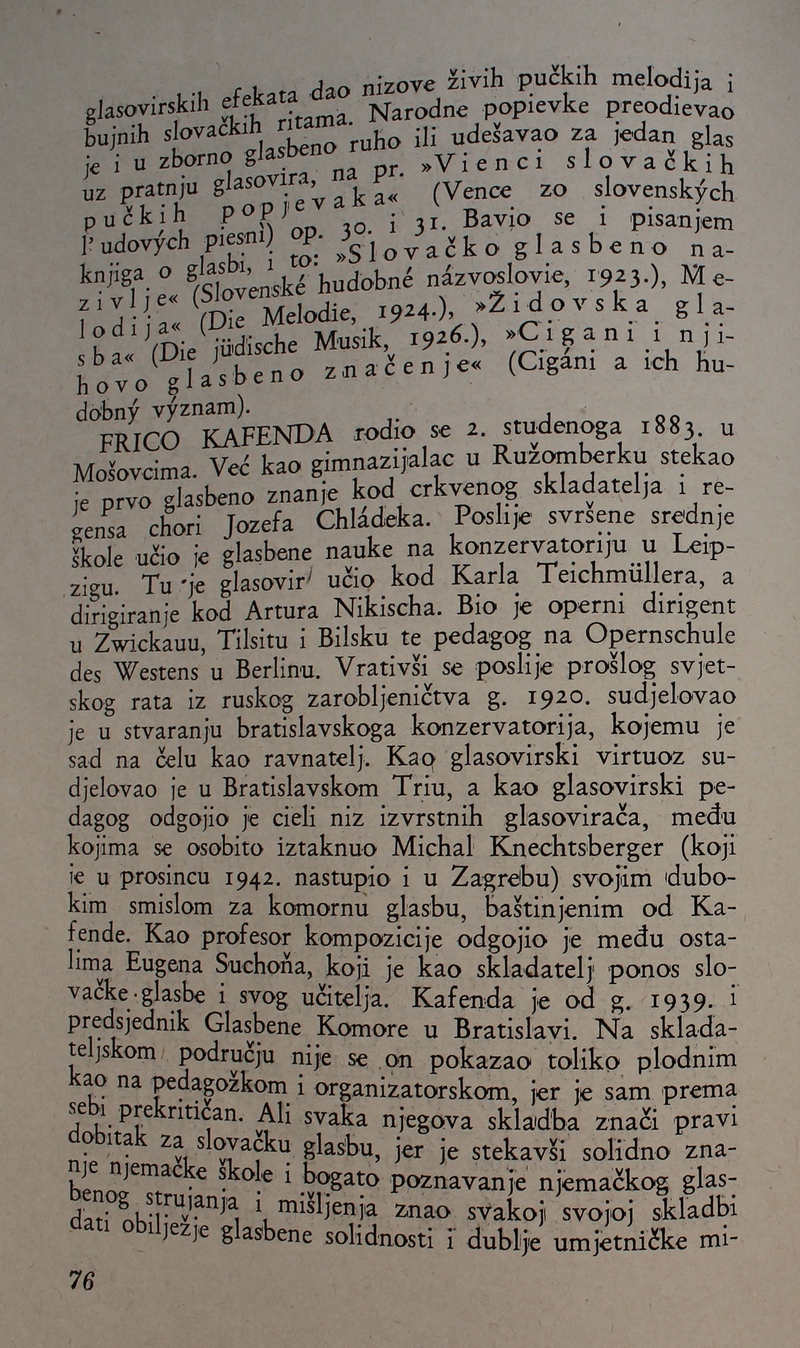 glasovirskih efekata dao nizove živih pučkih melodija i
bujnih slovačkih ritama. Narodne popievke preodievao
je i u zborno glasbeno ruho ili udešavao za jedan glas
uz pratnju glasovira, na pr. »Vienci slovačkih
pučkih popjevaka« (Vence zo slovenských
ľudových piesní) op. 30. i 31. Bavio se i pisanjem
knjiga o glasbi, i to: »Slovačko glasbeno na-
zivlje« (Slovenské hudobné názvoslovie, 1923.), Me-
lodija« (Die Melodie, 1924.), »Židovska gla-
sba« (Die jüdische Musik, 1926.), »Cigani i nji-
hovo glasbeno značenje« (Cigáni a ich hu-
dobný význam).
FRICO KAFENDA rodio se 2. studenoga 1883. u
Mošovcima. Već kao gimnazijalac u Ružomberku stekao
je prvo glasbeno znanje kod crkvenog skladatelja i re-
gensa chori Jozefa Chládeka. Poslije svršene srednje
škole učio je glasbene nauke na konzervatoriju u Leip-
zigu. Tu je glasovir učio kod Karla Teichmüllera, a
dirigiranje kod Artura Nikischa. Bio je operni dirigent
u Zwickauu, Tilsitu i Bilsku te pedagog na Opernschule
des Westens u Berlinu. Vrativši se poslije prošlog svjet-
skog rata iz ruskog zarobljeničtva g. 1920. sudjelovao
je u stvaranju bratislavskoga konzervatorija, kojemu je
sad na čelu kao ravnatelj. Kao glasovirski virtuoz su-
djelovao je u Bratislavskom Triu, a kao glasovirski pe-
dagog odgojio je cieli niz izvrstnih glasovirača, među
kojima se osobito iztaknuo Michal Knechtsberger (koji
je u prosincu 1942. nastupio i u Zagrebu) svojim dubo-
kim smislom za komornu glasbu, baštinjenim od Ka-
fende. Kao profesor kompozicije odgojio je među osta-
lima Eugena Suchoňa, koji je kao skladatelj ponos slo-
vačke glasbe i svog učitelja. Kafenda je od g. 1939. i
predsjednik Glasbene Komore u Bratislavi. Na sklada-
teljskom području nije se on pokazao toliko plodnim
kao na pedagožkom i organizatorskom, jer je sam prema
sebi prekritičan. Ali svaka njegova skladba znači pravi
dobitak za slovačku glasbu, jer je stekavši solidno zna-
nje njemačke škole i bogato poznavanje njemačkog glas-
benog strujanja i mišljenja znao svakoj svojoj skladbi
dati obilježje glasbene solidnosti i dublje umjetničke mi-
76